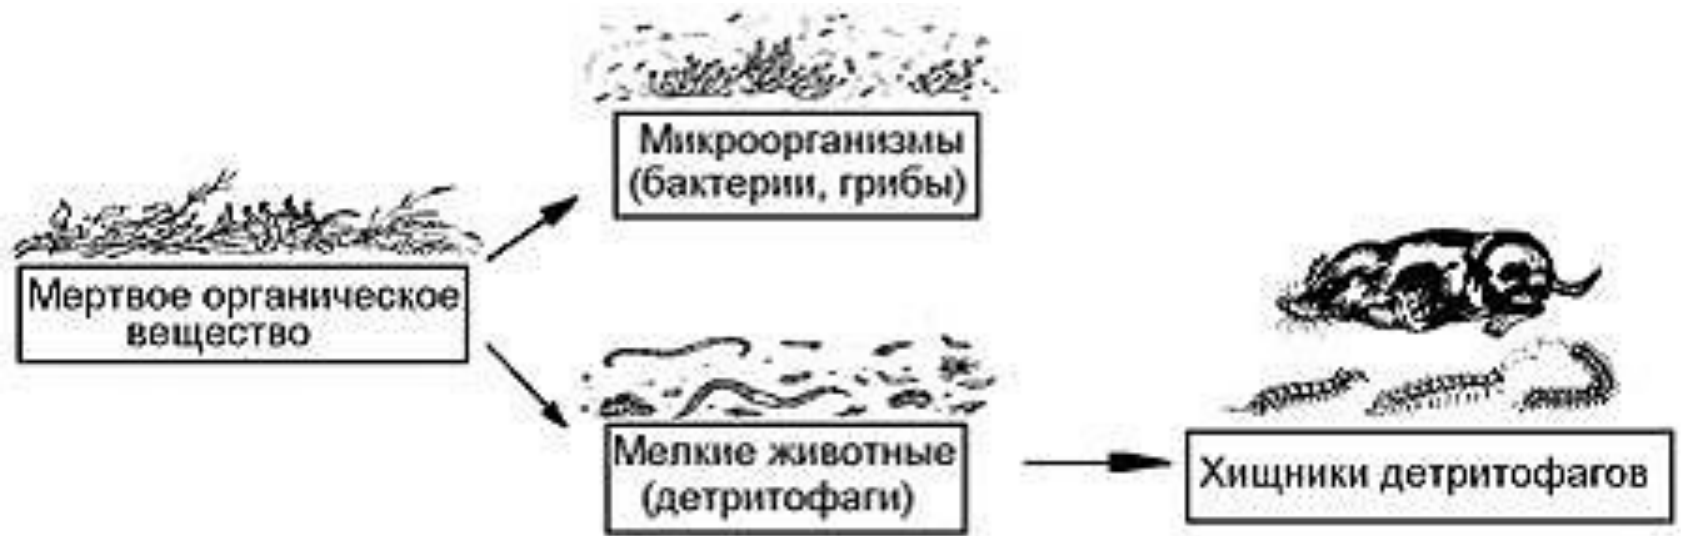 Микроорганизмы
(бактерии, грибы)
Мертвое органическое
вещество
Мелкие животные
(детритофаги)
Хищники детритофагов